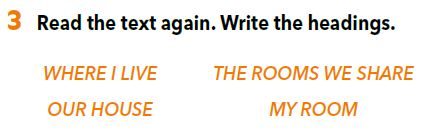 3 Read the text again. Write the headings.
WHERE I LIVE THE ROOMS WE SHARE
OUR HOUSE MY ROOM